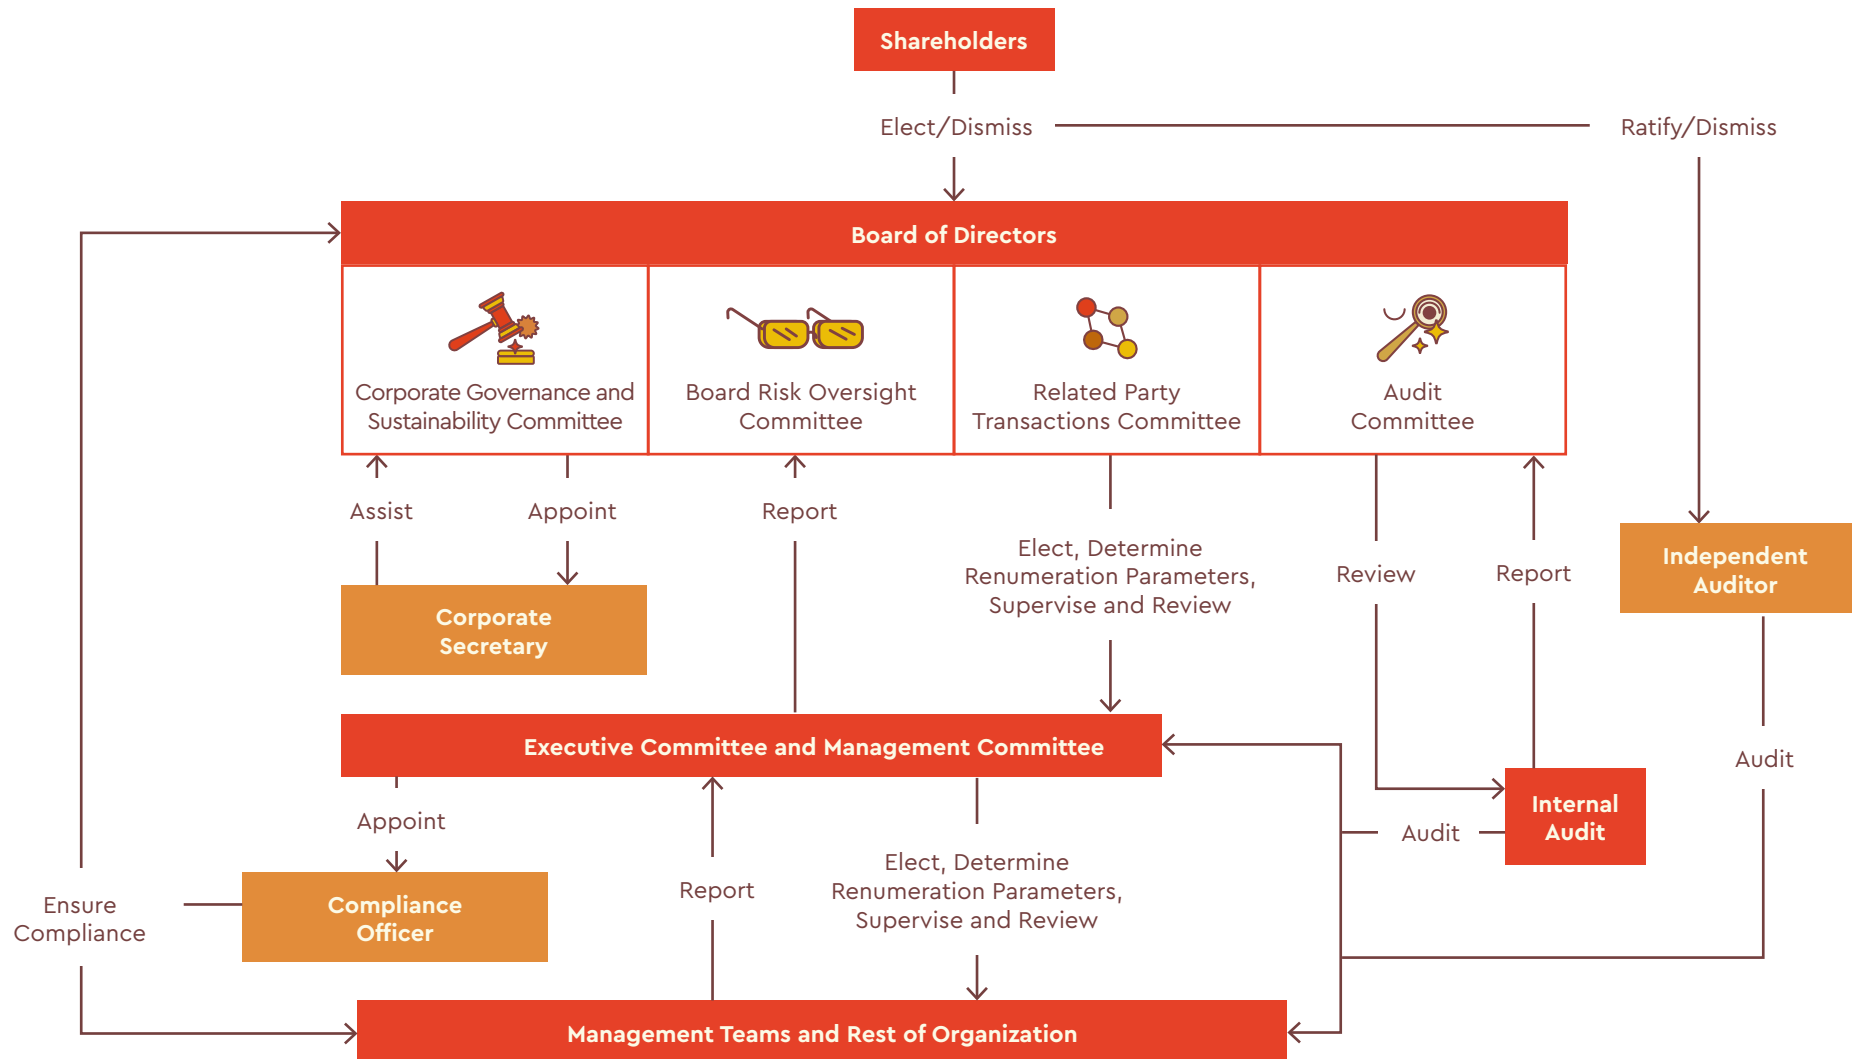 Shareholders
Elect/Dismiss
Ratify/Dismiss
Board of Directors
Corporate Governance and
Sustainability Committee
Board Risk Oversight
Committee
Related Party
Transactions Committee
Audit
Committee
Assist
Appoint
Report
Elect, Determine
Renumeration Parameters,
Supervise and Review
Review
Report
Independent
Auditor
Corporate
Secretary
Executive Committee and Management Committee
Audit
Internal
Audit
Appoint
Audit
Report
Elect, Determine
Renumeration Parameters,
Supervise and Review
Ensure
Compliance
Compliance
Officer
Management Teams and Rest of Organization